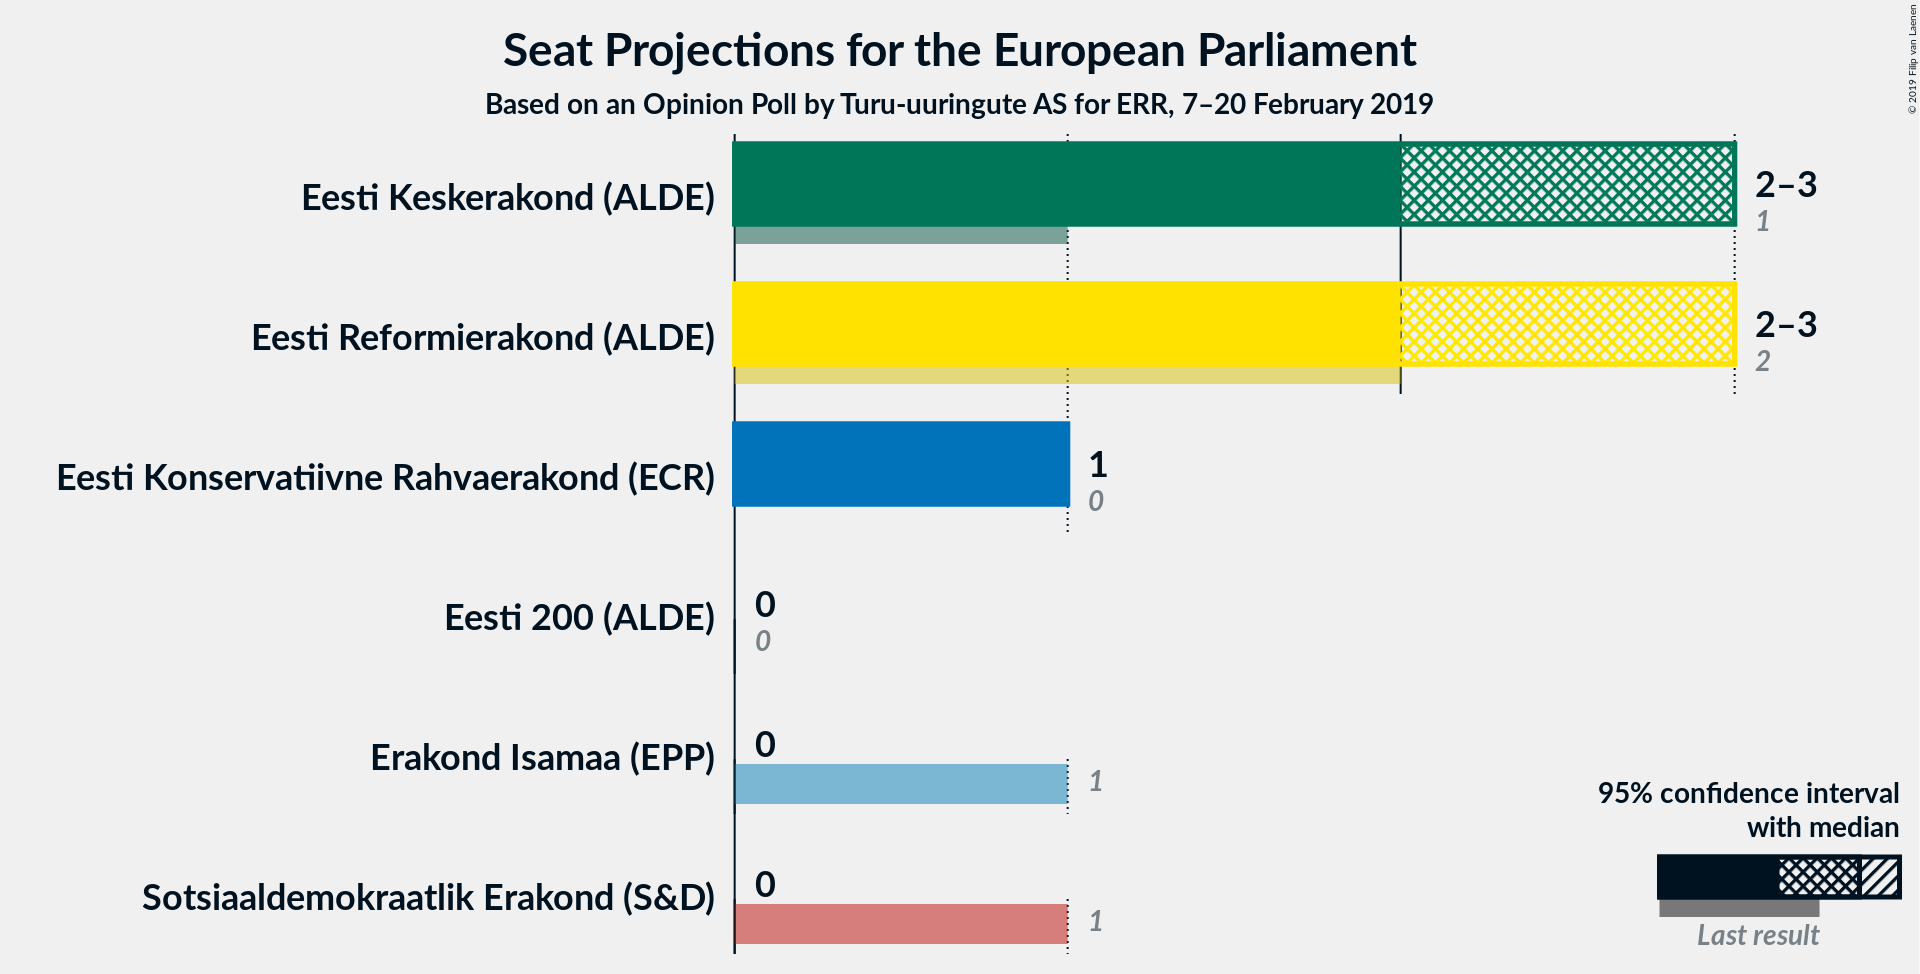 Seat Projections for the European Parliament
Based on an Opinion Poll by Turu-uuringute AS for ERR, 7–20 February 2019
© 2019 Filip van Laenen
Eesti Keskerakond (ALDE)
2–3
1
Eesti Reformierakond (ALDE)
2–3
2
Eesti Konservatiivne Rahvaerakond (ECR)
1
0
Eesti 200 (ALDE)
0
0
Erakond Isamaa (EPP)
0
1
Sotsiaaldemokraatlik Erakond (S&D)
0
1
95% confidence interval
with median
Last result